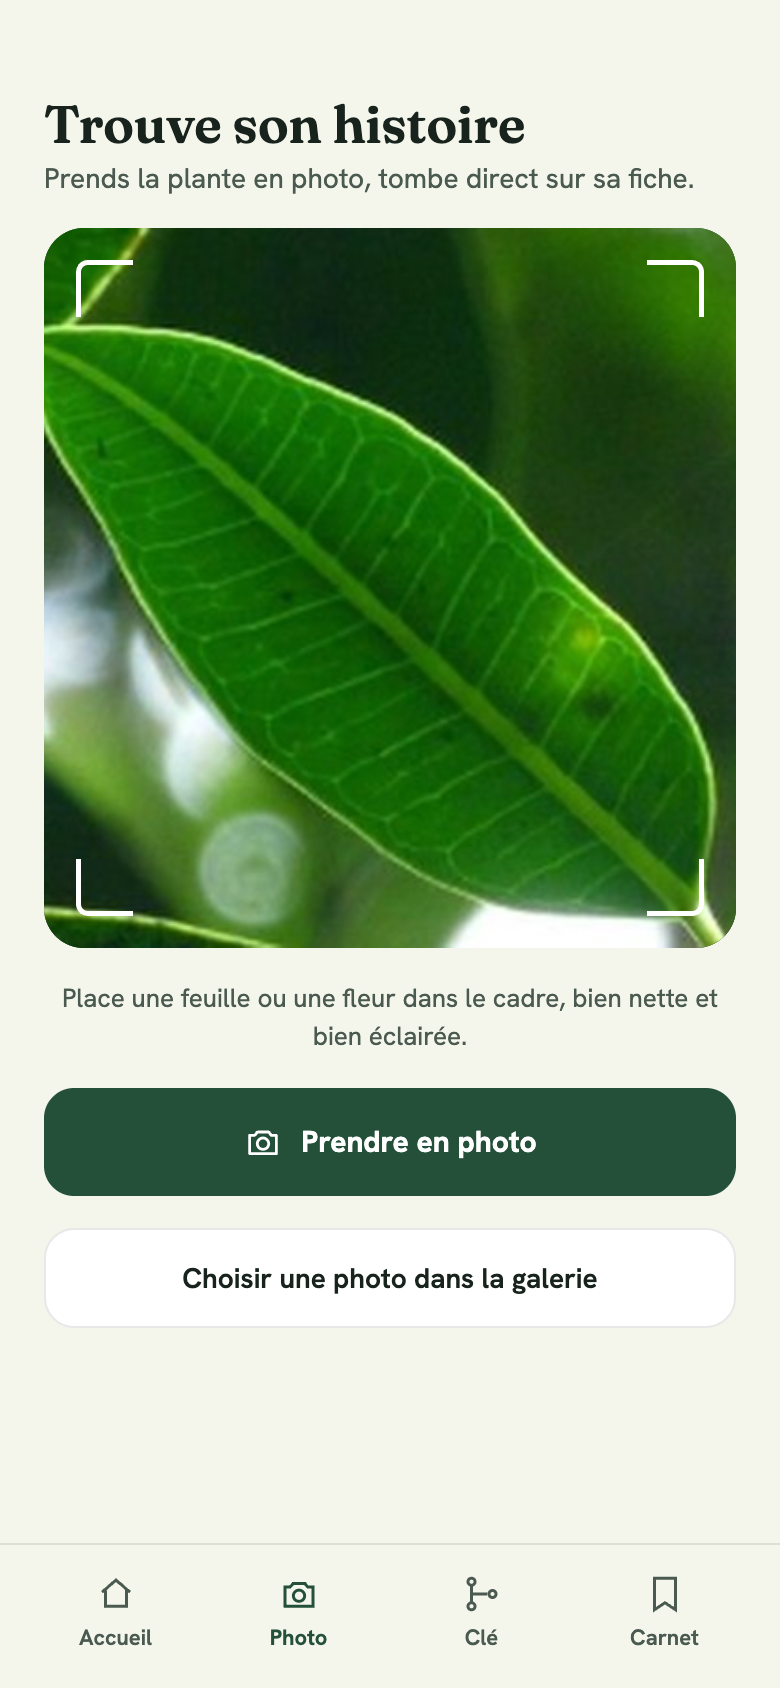 Trouve son histoire
Prends la plante en photo, tombe direct sur sa fiche.
Place une feuille ou une fleur dans le cadre, bien nette et
bien éclairée.
Prendre en photo
Choisir une photo dans la galerie
Accueil
Photo
Clé
Carnet